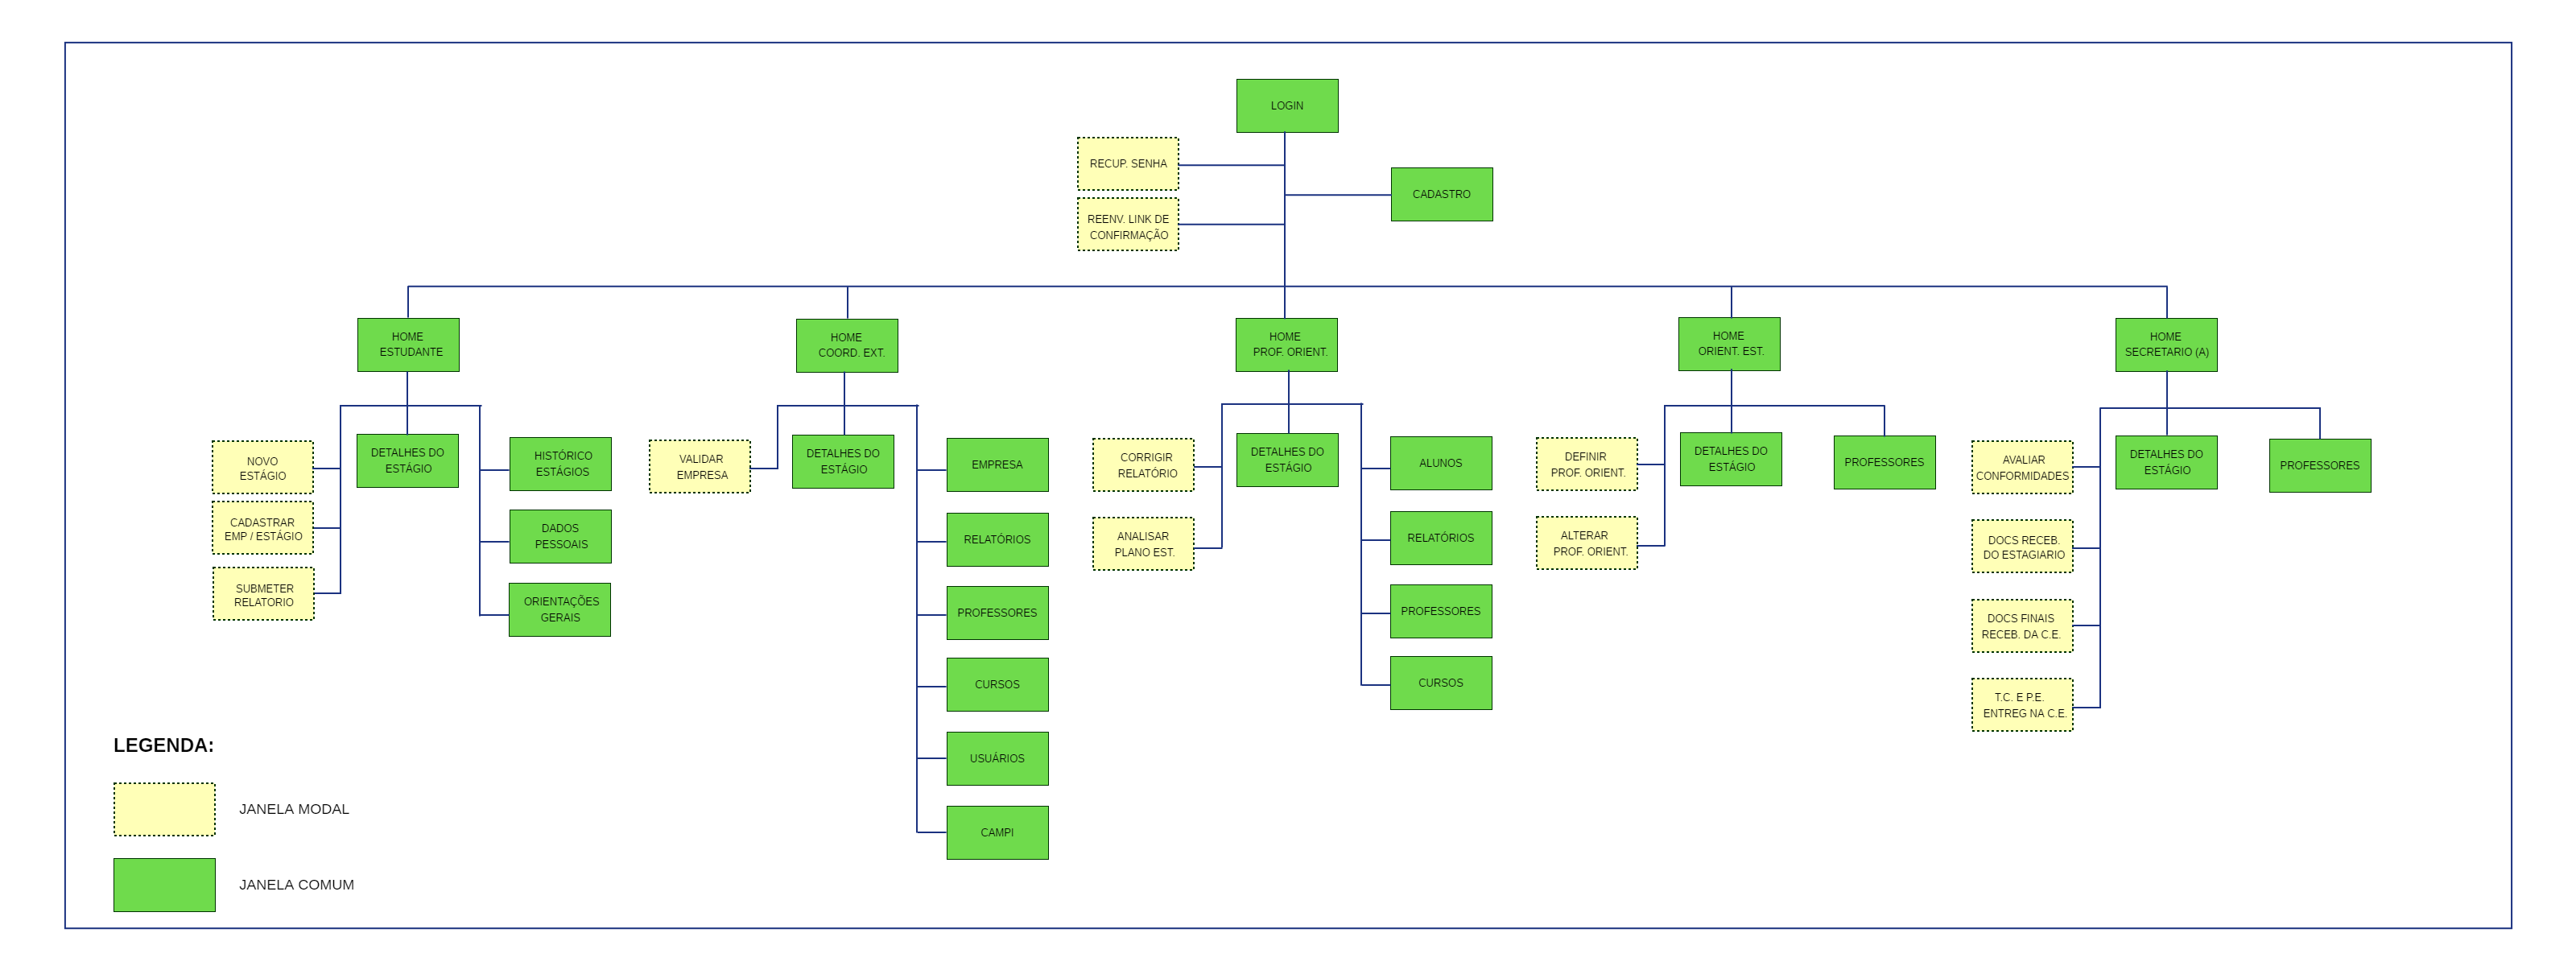 LOGIN
RECUP. SENHA
CADASTRO
REENV. LINK DE
CONFIRMAÇÃO
HOME
ESTUDANTE
HOME
COORD. EXT.
HOME
PROF. ORIENT.
HOME
ORIENT. EST.
HOME
SECRETARIO (A)
NOVO
ESTÁGIO
DETALHES DO
ESTÁGIO
HISTÓRICO
ESTÁGIOS
CADASTRAR
EMP / ESTÁGIO
DADOS
PESSOAIS
SUBMETER
RELATORIO
ORIENTAÇÕES
GERAIS
VALIDAR
EMPRESA
DETALHES DO
ESTÁGIO
EMPRESA
RELATÓRIOS
PROFESSORES
CURSOS
USUÁRIOS
CAMPI
CORRIGIR
RELATÓRIO
DETALHES DO
ESTÁGIO
ALUNOS
ANALISAR
PLANO EST.
RELATÓRIOS
PROFESSORES
CURSOS
DEFINIR
PROF. ORIENT.
DETALHES DO
ESTÁGIO
PROFESSORES
ALTERAR
PROF. ORIENT.
AVALIAR
CONFORMIDADES
DETALHES DO
ESTÁGIO
PROFESSORES
DOCS RECEB.
DO ESTAGIARIO
DOCS FINAIS
RECEB. DA C.E.
T.C. E P.E.
ENTREG NA C.E.
LEGENDA:
JANELA MODAL
JANELA COMUM